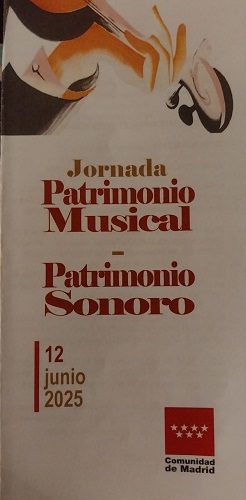 Jornada
Patrimonio
Musical
-
Patrimonio
Sonoro
12
junio
2025
Comunidad
de Madrid